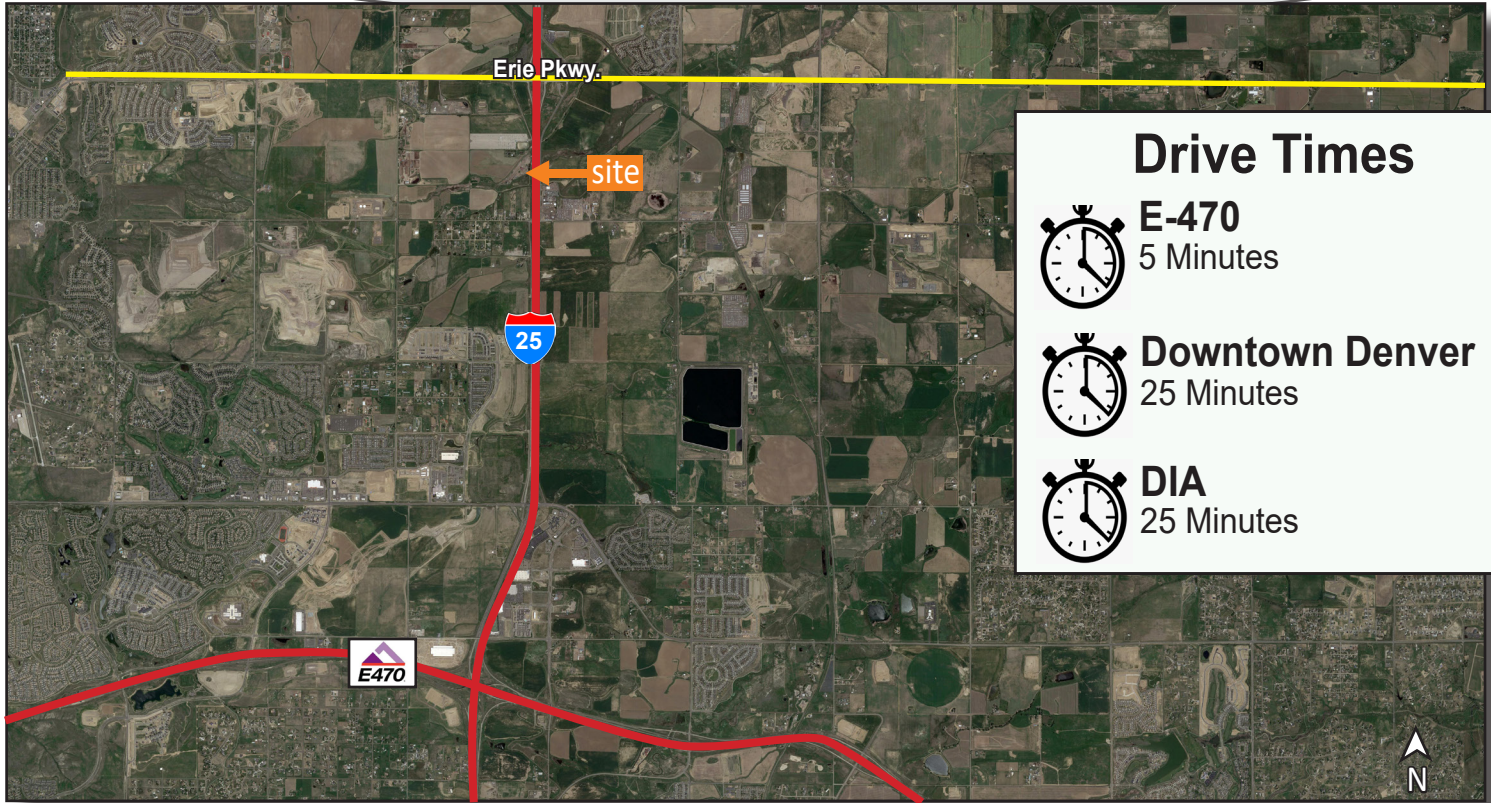 Erie Pkwy.
site
25
E470
Drive Times
E-470
5 Minutes
Downtown Denver
25 Minutes
DIA
25 Minutes
N